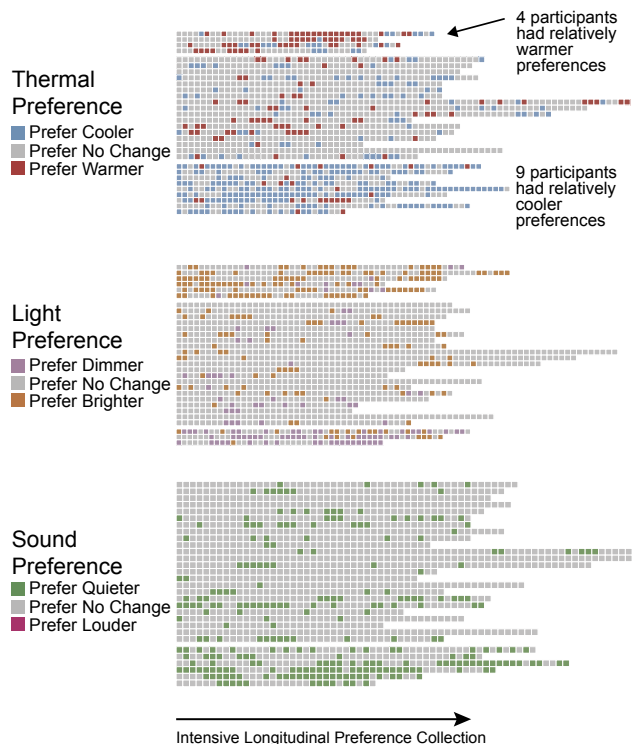 4 participants
had relatively
warmer
preferences
Thermal
Preference
Prefer Cooler
Prefer No Change
Prefer Warmer
9 participants
had relatively
cooler
preferences
Light
Preference
Prefer Dimmer
Prefer No Change
Prefer Brighter
Sound
Preference
Prefer Quieter
Prefer No Change
Prefer Louder
Intensive Longitudinal Preference Collection